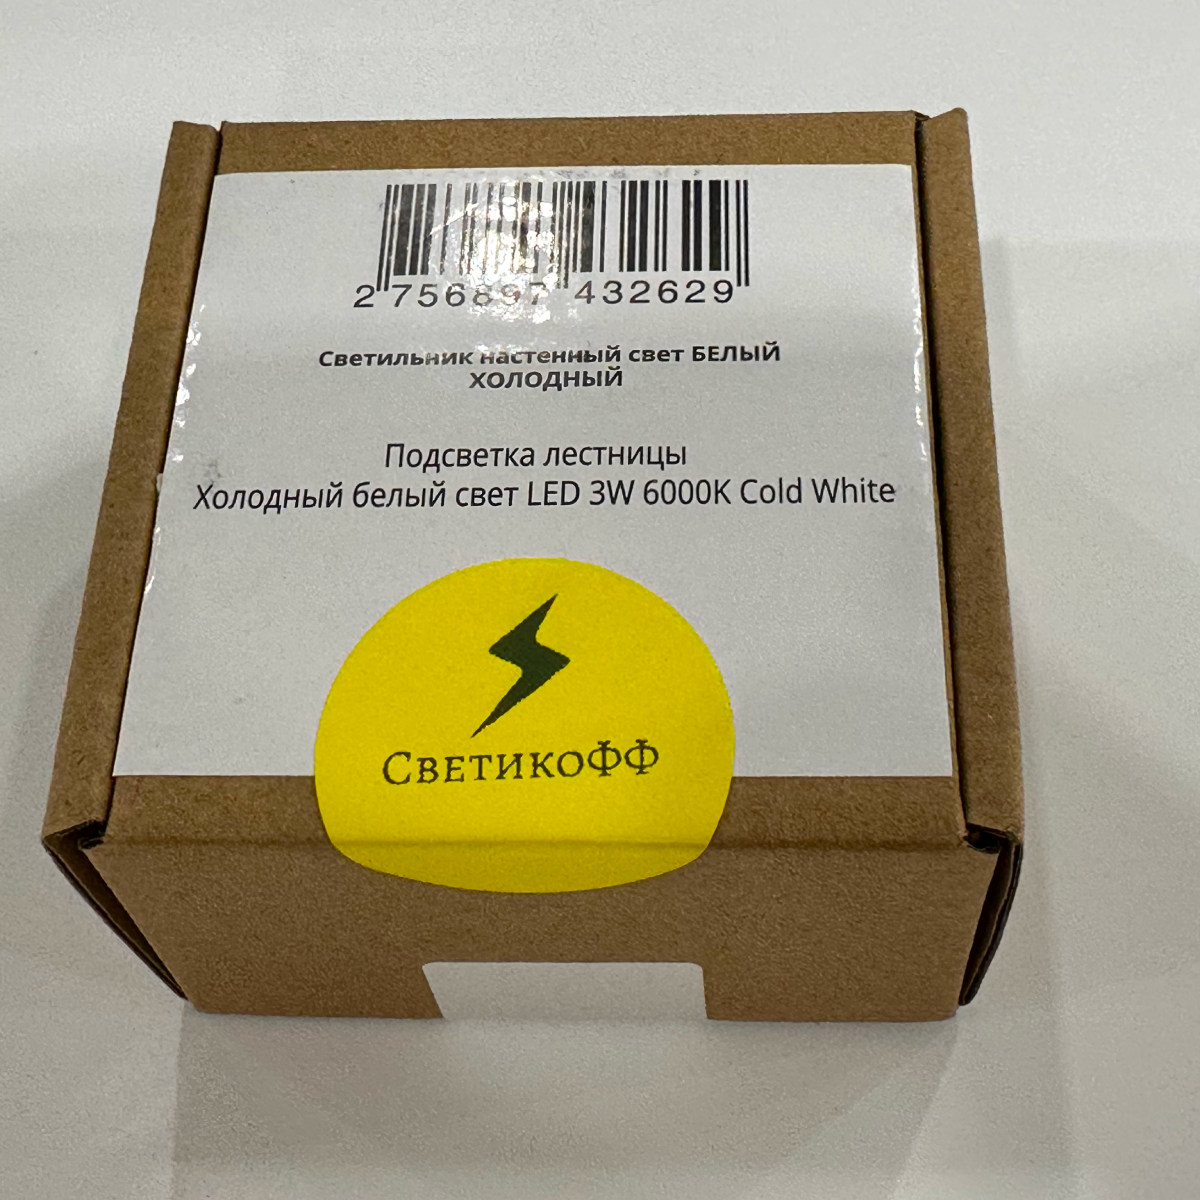 2 756897 432629
Светильник настенный свет БЕЛЫЙ
ХОЛОДНЫЙ
Подсветка лестницы
Холодный белый свет LED 3W 6000K Cold White
СветикоФФ